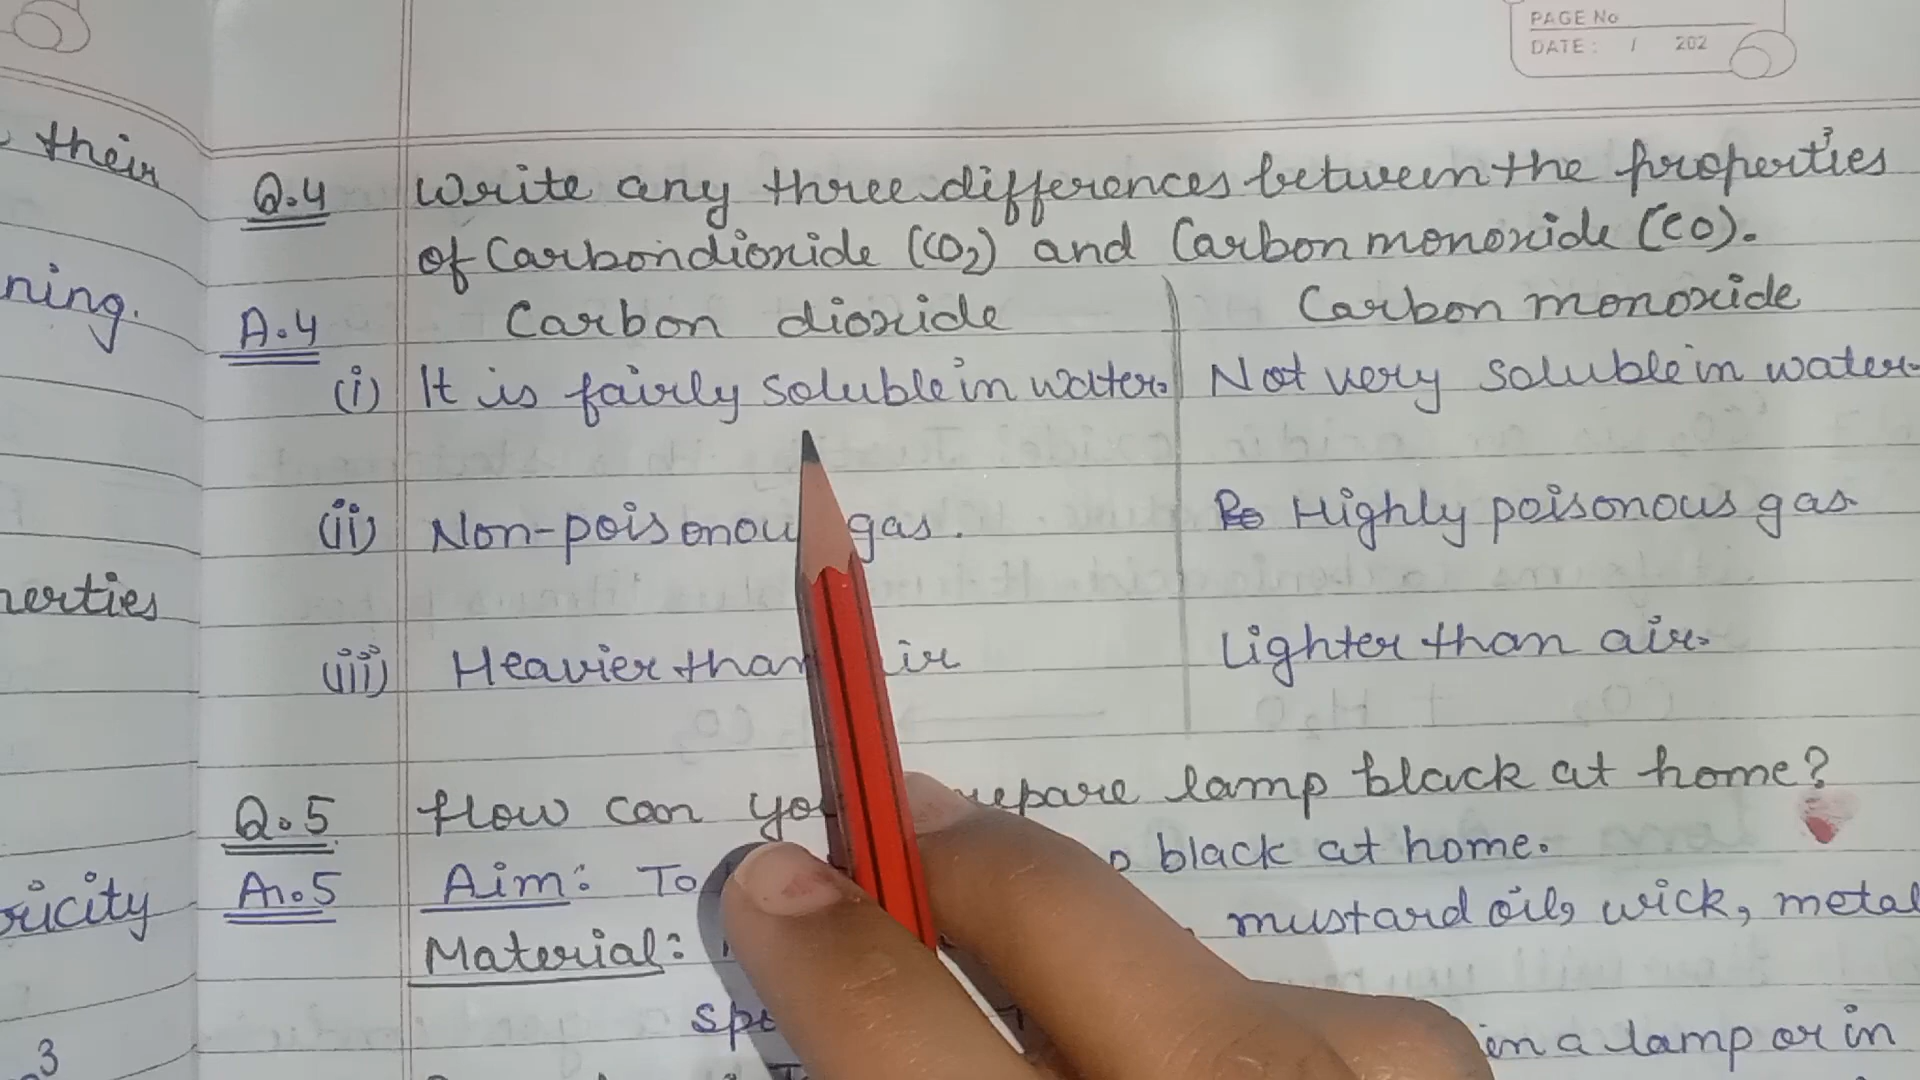 PAGE No
DATE : / 202
their
Q.4 Write any three differences between the properties
of Carbondioxide (CO2) and Carbon monoxide (CO).
ning.
A.4 Carbon dioxide Carbon monoxide
(i) It is fairly soluble in water. Not very soluble in water.
(ii) Non-poisonou gas. Highly poisonous gas.
erties
(iii) Heavier than ir Lighter than air.
Q.5 How can you repare lamp black at home?
Ans.5 Aim: To black at home.
ricity
Material: mustard oil, wick, metal
sp
3 in a lamp or in